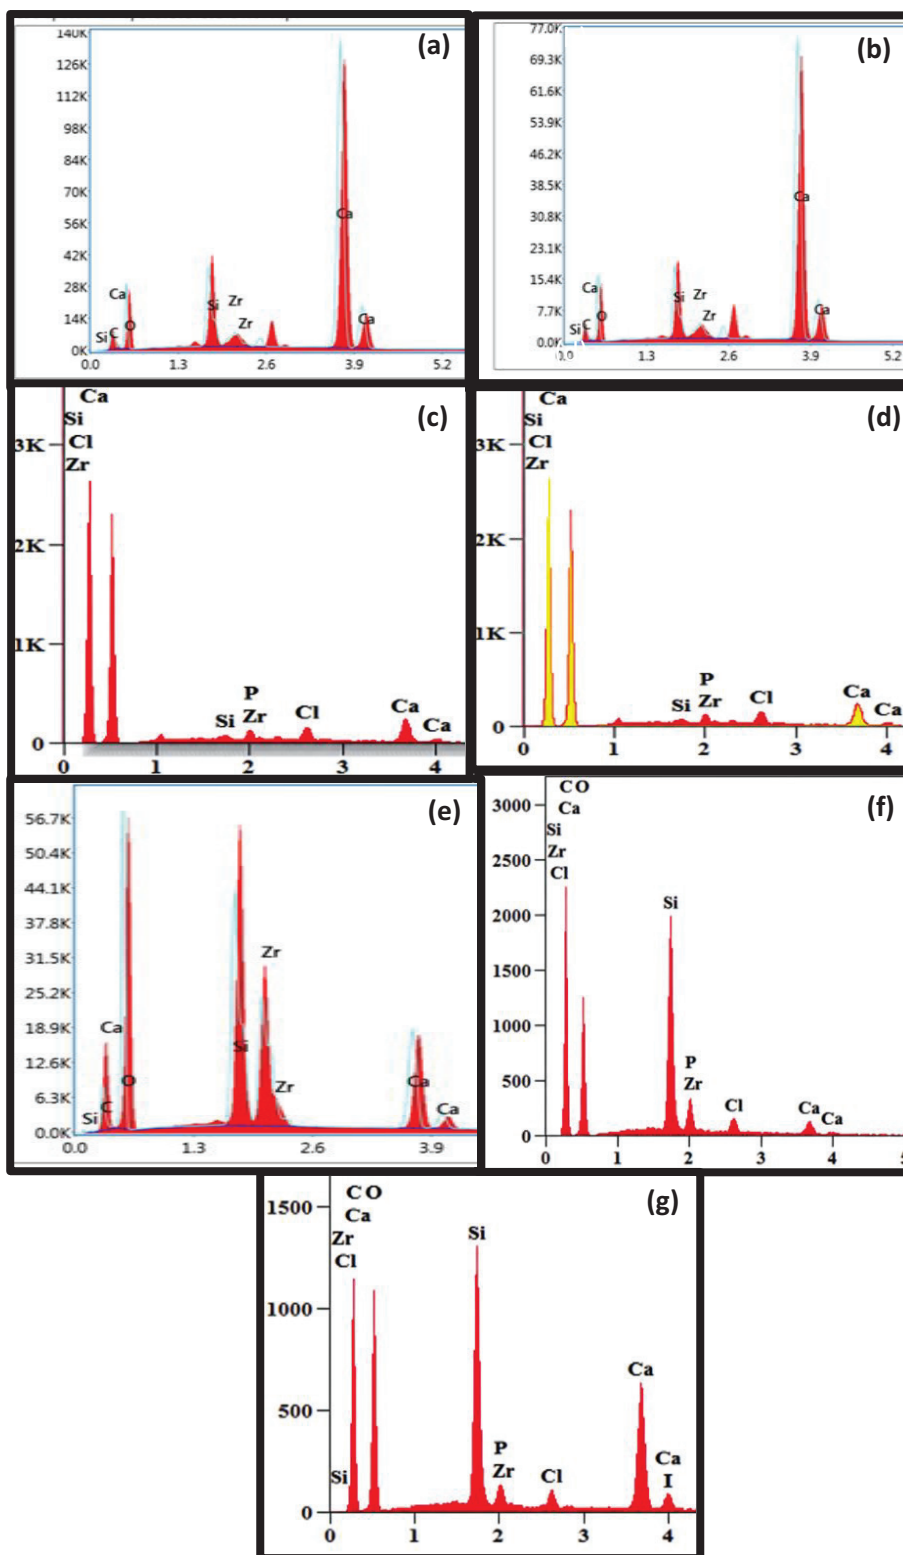 (a)
140K
126K
112K
98K
84K
70K
56K
42K
28K
14K
0K
Ca
Si
C
O
Si
Zr
Zr
Ca
Ca
0.0
1.3
2.6
3.9
5.2
(b)
77.0K
69.3K
61.6K
53.9K
46.2K
38.5K
30.8K
23.1K
15.4K
7.7K
0.0K
Ca
Si
C
O
Si
Zr
Zr
Ca
Ca
0.0
1.3
2.6
3.9
5.2
(c)
Ca
Si
Cl
Zr
3K
2K
1K
0
Si
P
Zr
Cl
Ca
Ca
0
1
2
3
4
(d)
Ca
Si
Cl
Zr
3K
2K
1K
0
Si
P
Zr
Cl
Ca
Ca
0
1
2
3
4
(e)
56.7K
50.4K
44.1K
37.8K
31.5K
25.2K
18.9K
12.6K
6.3K
0.0K
Ca
Si
C
O
Si
Zr
Zr
Ca
Ca
0.0
1.3
2.6
3.9
(f)
C O
Ca
Si
Zr
Cl
3000
2500
2000
1500
1000
500
0
Si
P
Zr
Cl
Ca
Ca
0
1
2
3
4
5
(g)
C O
Ca
Zr
Cl
1500
1000
500
0
Si
Si
P
Zr
Cl
Ca
Ca
I
0
1
2
3
4